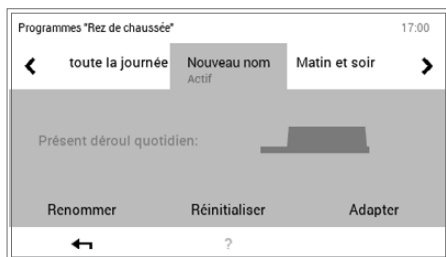 Programmes "Rez de chaussée" 17:00
toute la journée Nouveau nom Matin et soir
Actif
Présent déroul quotidien:
Renommer Réinitialiser Adapter
?